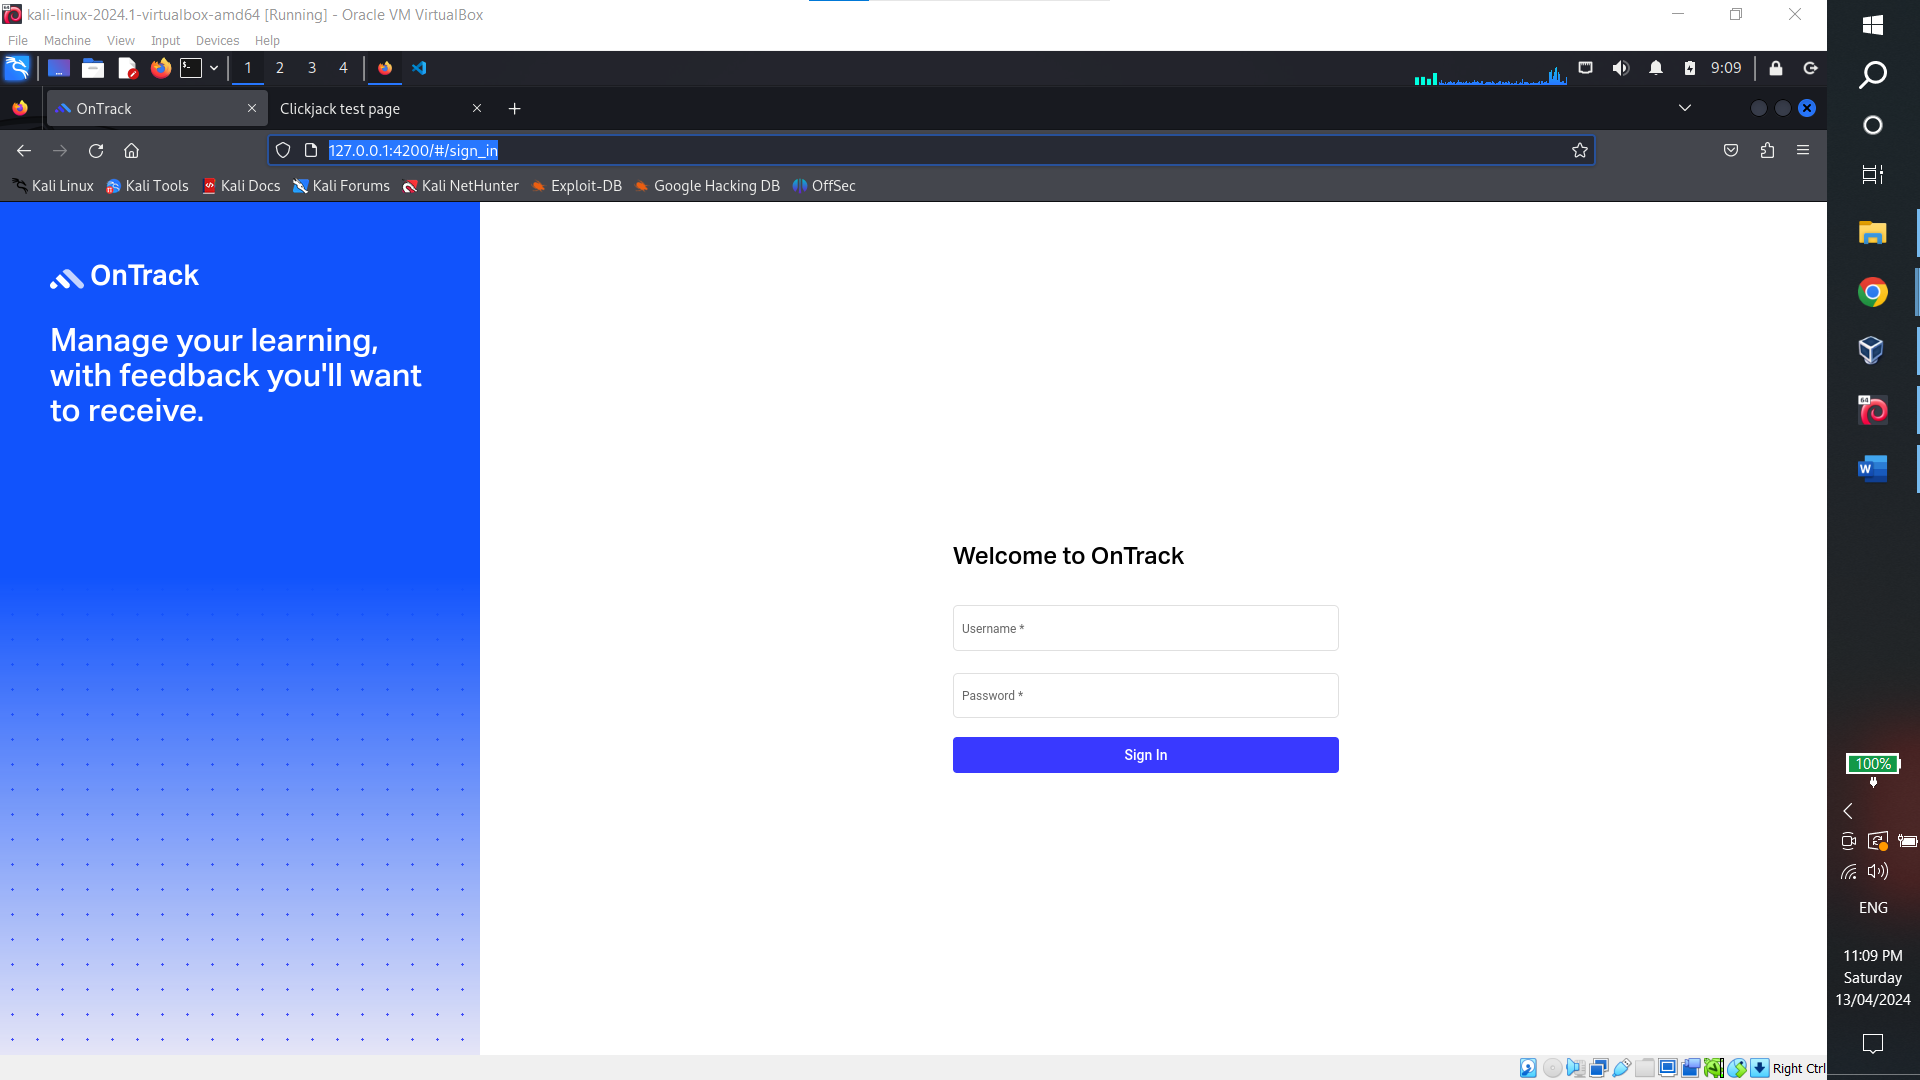 kali-linux-2024.1-virtualbox-amd64 [Running] - Oracle VM VirtualBox
File Machine View Input Devices Help
1 2 3 4 9:09
OnTrack Clickjack test page
127.0.0.1:4200/#/sign_in
Kali Linux Kali Tools Kali Docs Kali Forums Kali NetHunter Exploit-DB Google Hacking DB OffSec
OnTrack
Manage your learning,
with feedback you'll want
to receive.
Welcome to OnTrack
Username *
Password *
Sign In
100%
ENG
11:09 PM
Saturday
13/04/2024
Right Ctrl